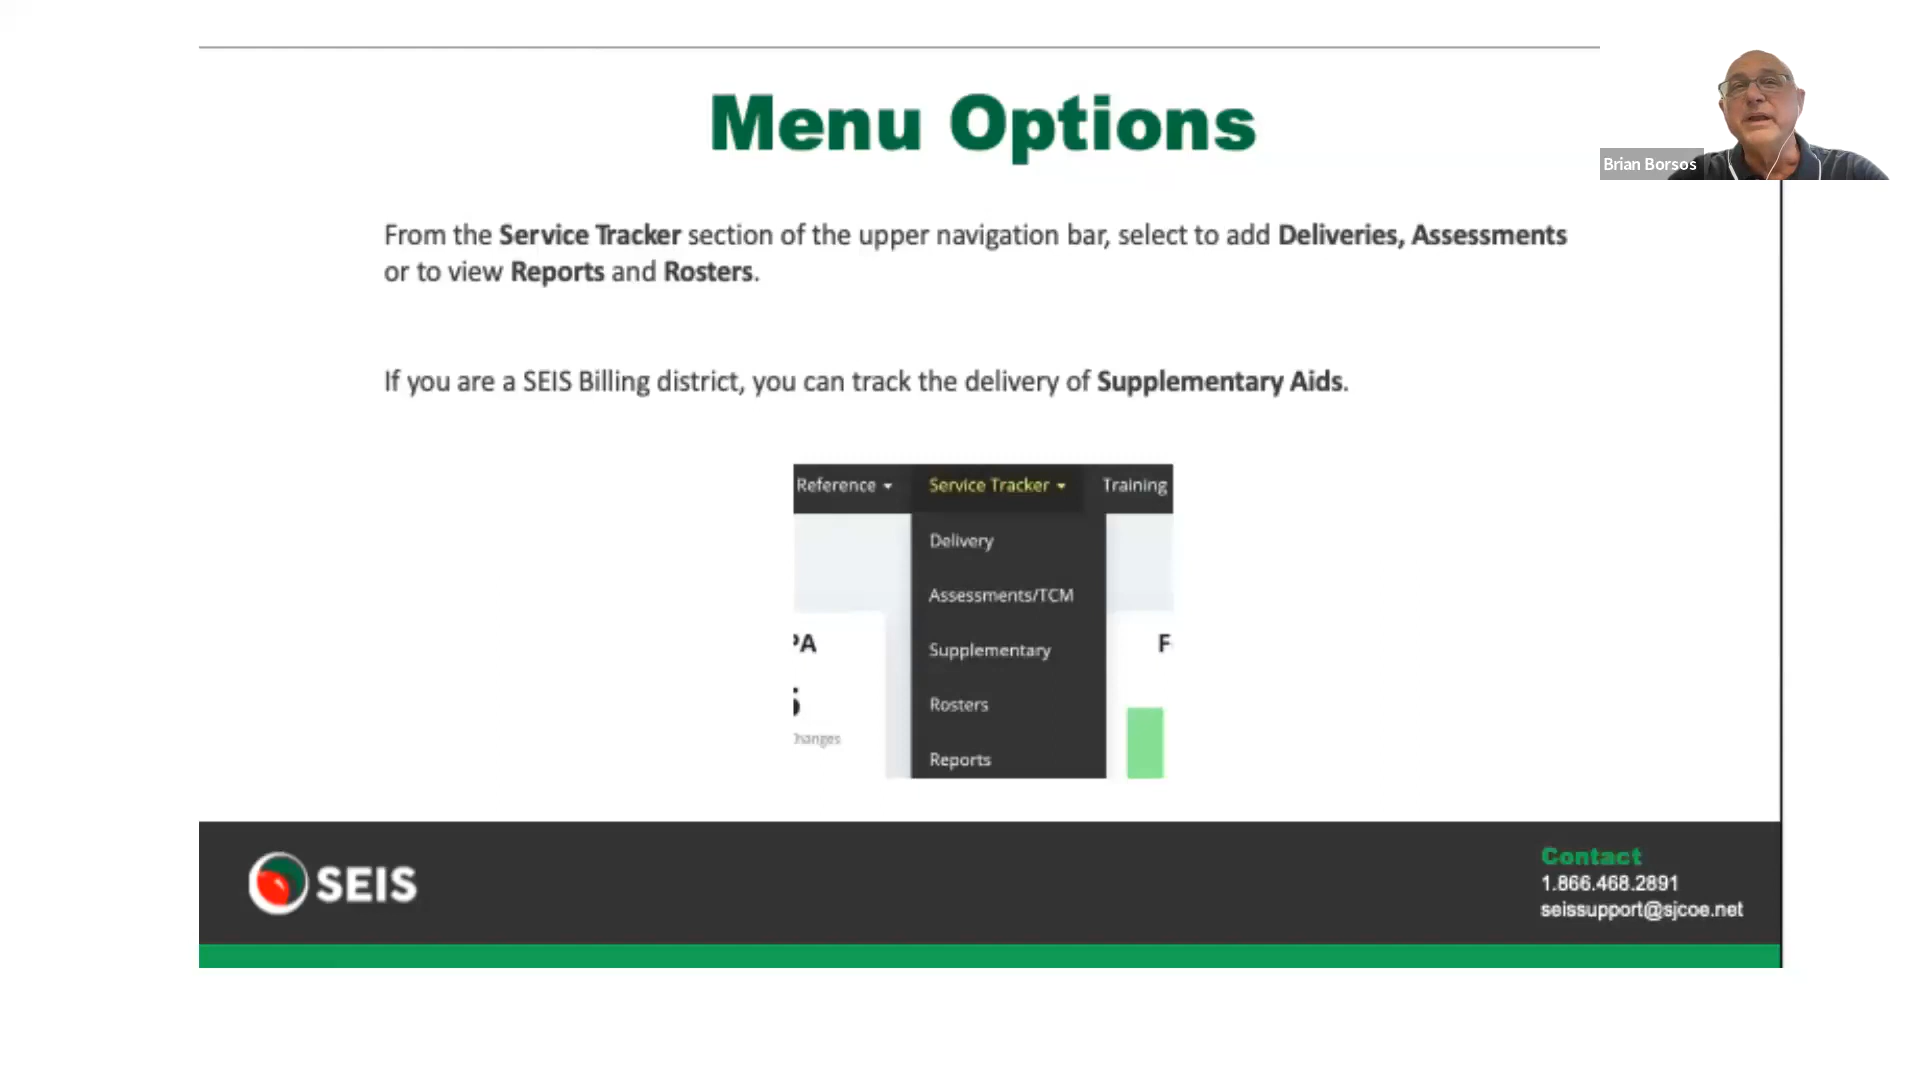 Menu Options
Brian Borsos
From the Service Tracker section of the upper navigation bar, select to add Deliveries, Assessments
or to view Reports and Rosters.
If you are a SEIS Billing district, you can track the delivery of Supplementary Aids.
Reference Service Tracker Training
Delivery
Assessments/TCM
PA Supplementary F
5 Rosters
Changes Reports
SEIS
Contact
1.866.468.2891
seissupport@sjcoe.net